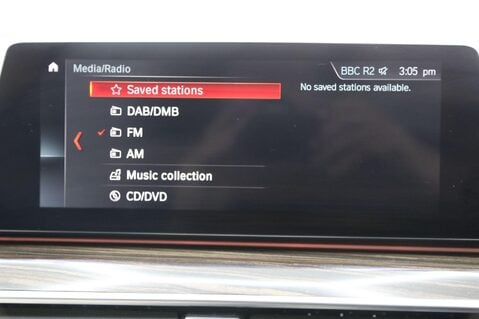 Media/Radio
BBC R2 3:05 pm
Saved stations
No saved stations available.
DAB/DMB
FM
AM
Music collection
CD/DVD